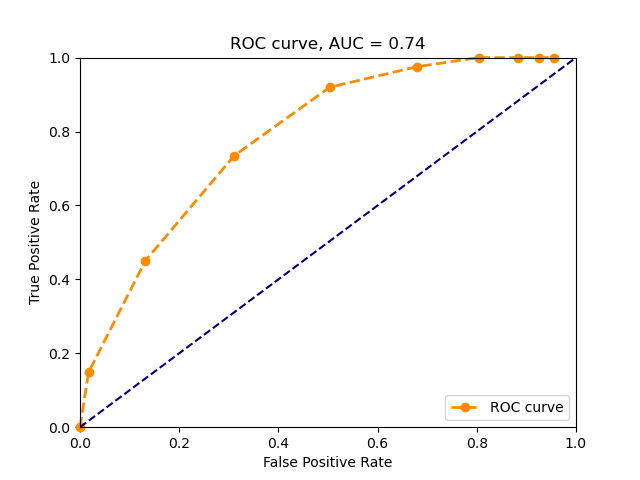 ROC curve, AUC = 0.74
True Positive Rate
1.0
0.8
0.6
0.4
0.2
0.0
0.0 0.2 0.4 0.6 0.8 1.0
False Positive Rate
ROC curve